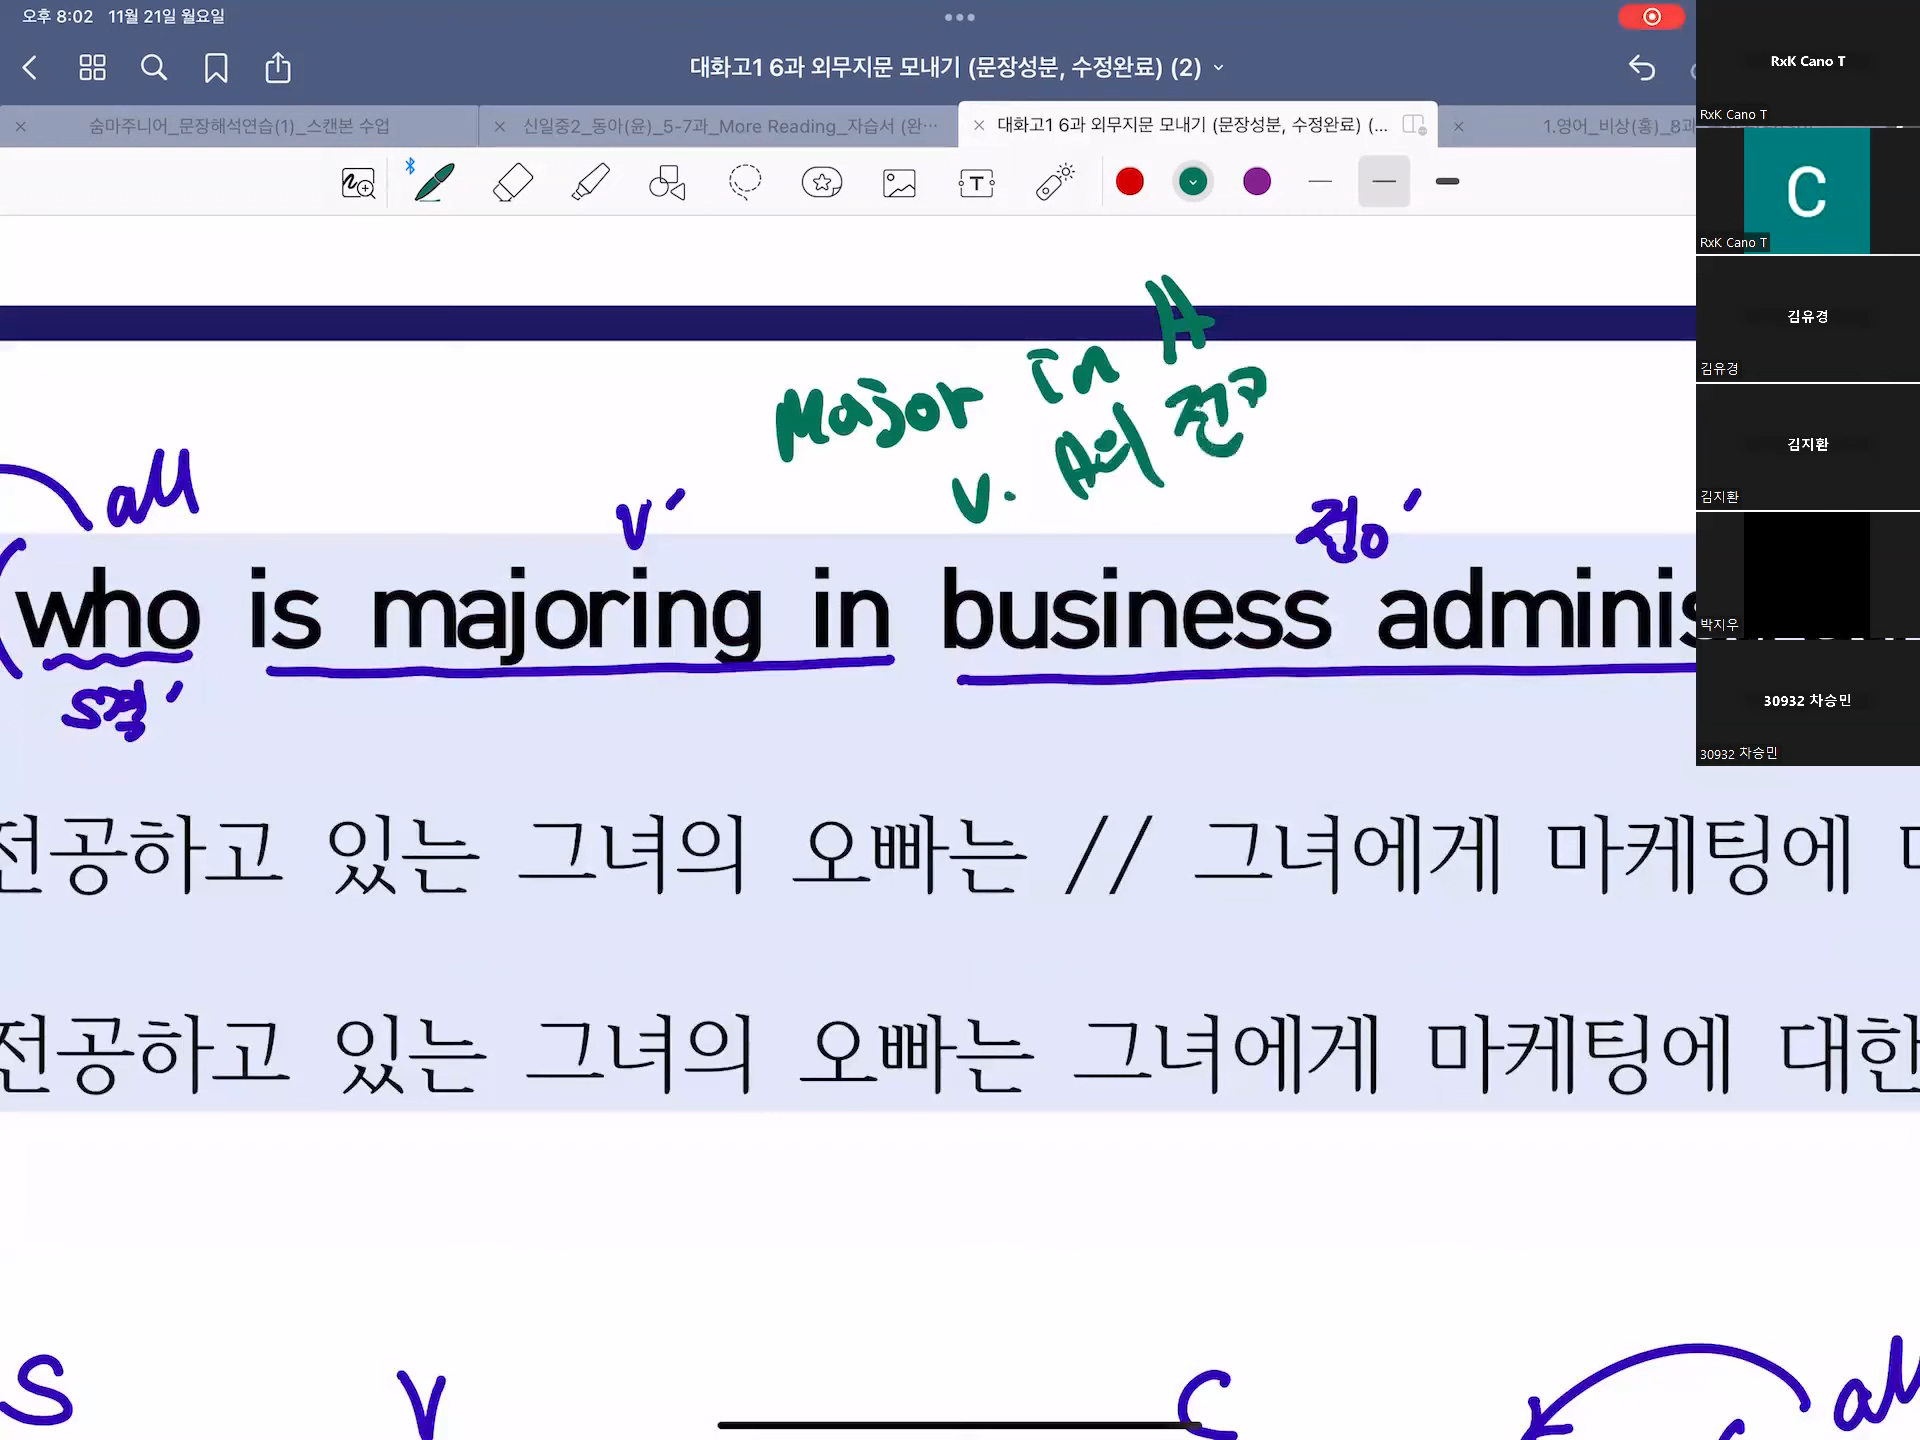 오후 8:02 11월 21일 월요일
대화고1 6과 외무지문 모내기 (문장성분, 수정완료) (2)
숨마주니어_문장해석연습(1)_스캔본 수업
신일중2_동아(윤)_5-7과_More Reading_자습서 (완…
대화고1 6과 외무지문 모내기 (문장성분, 수정완료) (...
1.영어_비상(홍)_8과
RxK Cano T
RxK Cano T
C
RxK Cano T
김유경
김유경
김지환
김지환
박지우
30932 차승민
30932 차승민
Major in A
v. A의 전공
V′
(who is majoring in business adminis
S격′
전공하고 있는 그녀의 오빠는 // 그녀에게 마케팅에
전공하고 있는 그녀의 오빠는 그녀에게 마케팅에 대한
S V C